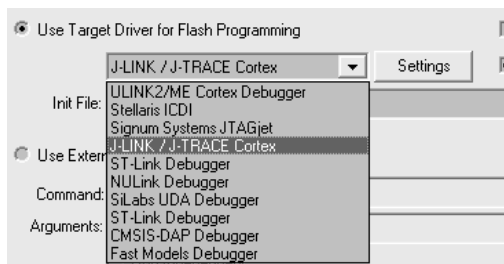 Use Target Driver for Flash Programming
J-LINK / J-TRACE Cortex
Settings
Init File:
ULINK2/ME Cortex Debugger
Stellaris ICDI
Signum Systems JTAGjet
J-LINK / J-TRACE Cortex
Use Extern
ST-Link Debugger
NULink Debugger
Command:
SiLabs UDA Debugger
ST-Link Debugger
Arguments:
CMSIS-DAP Debugger
Fast Models Debugger